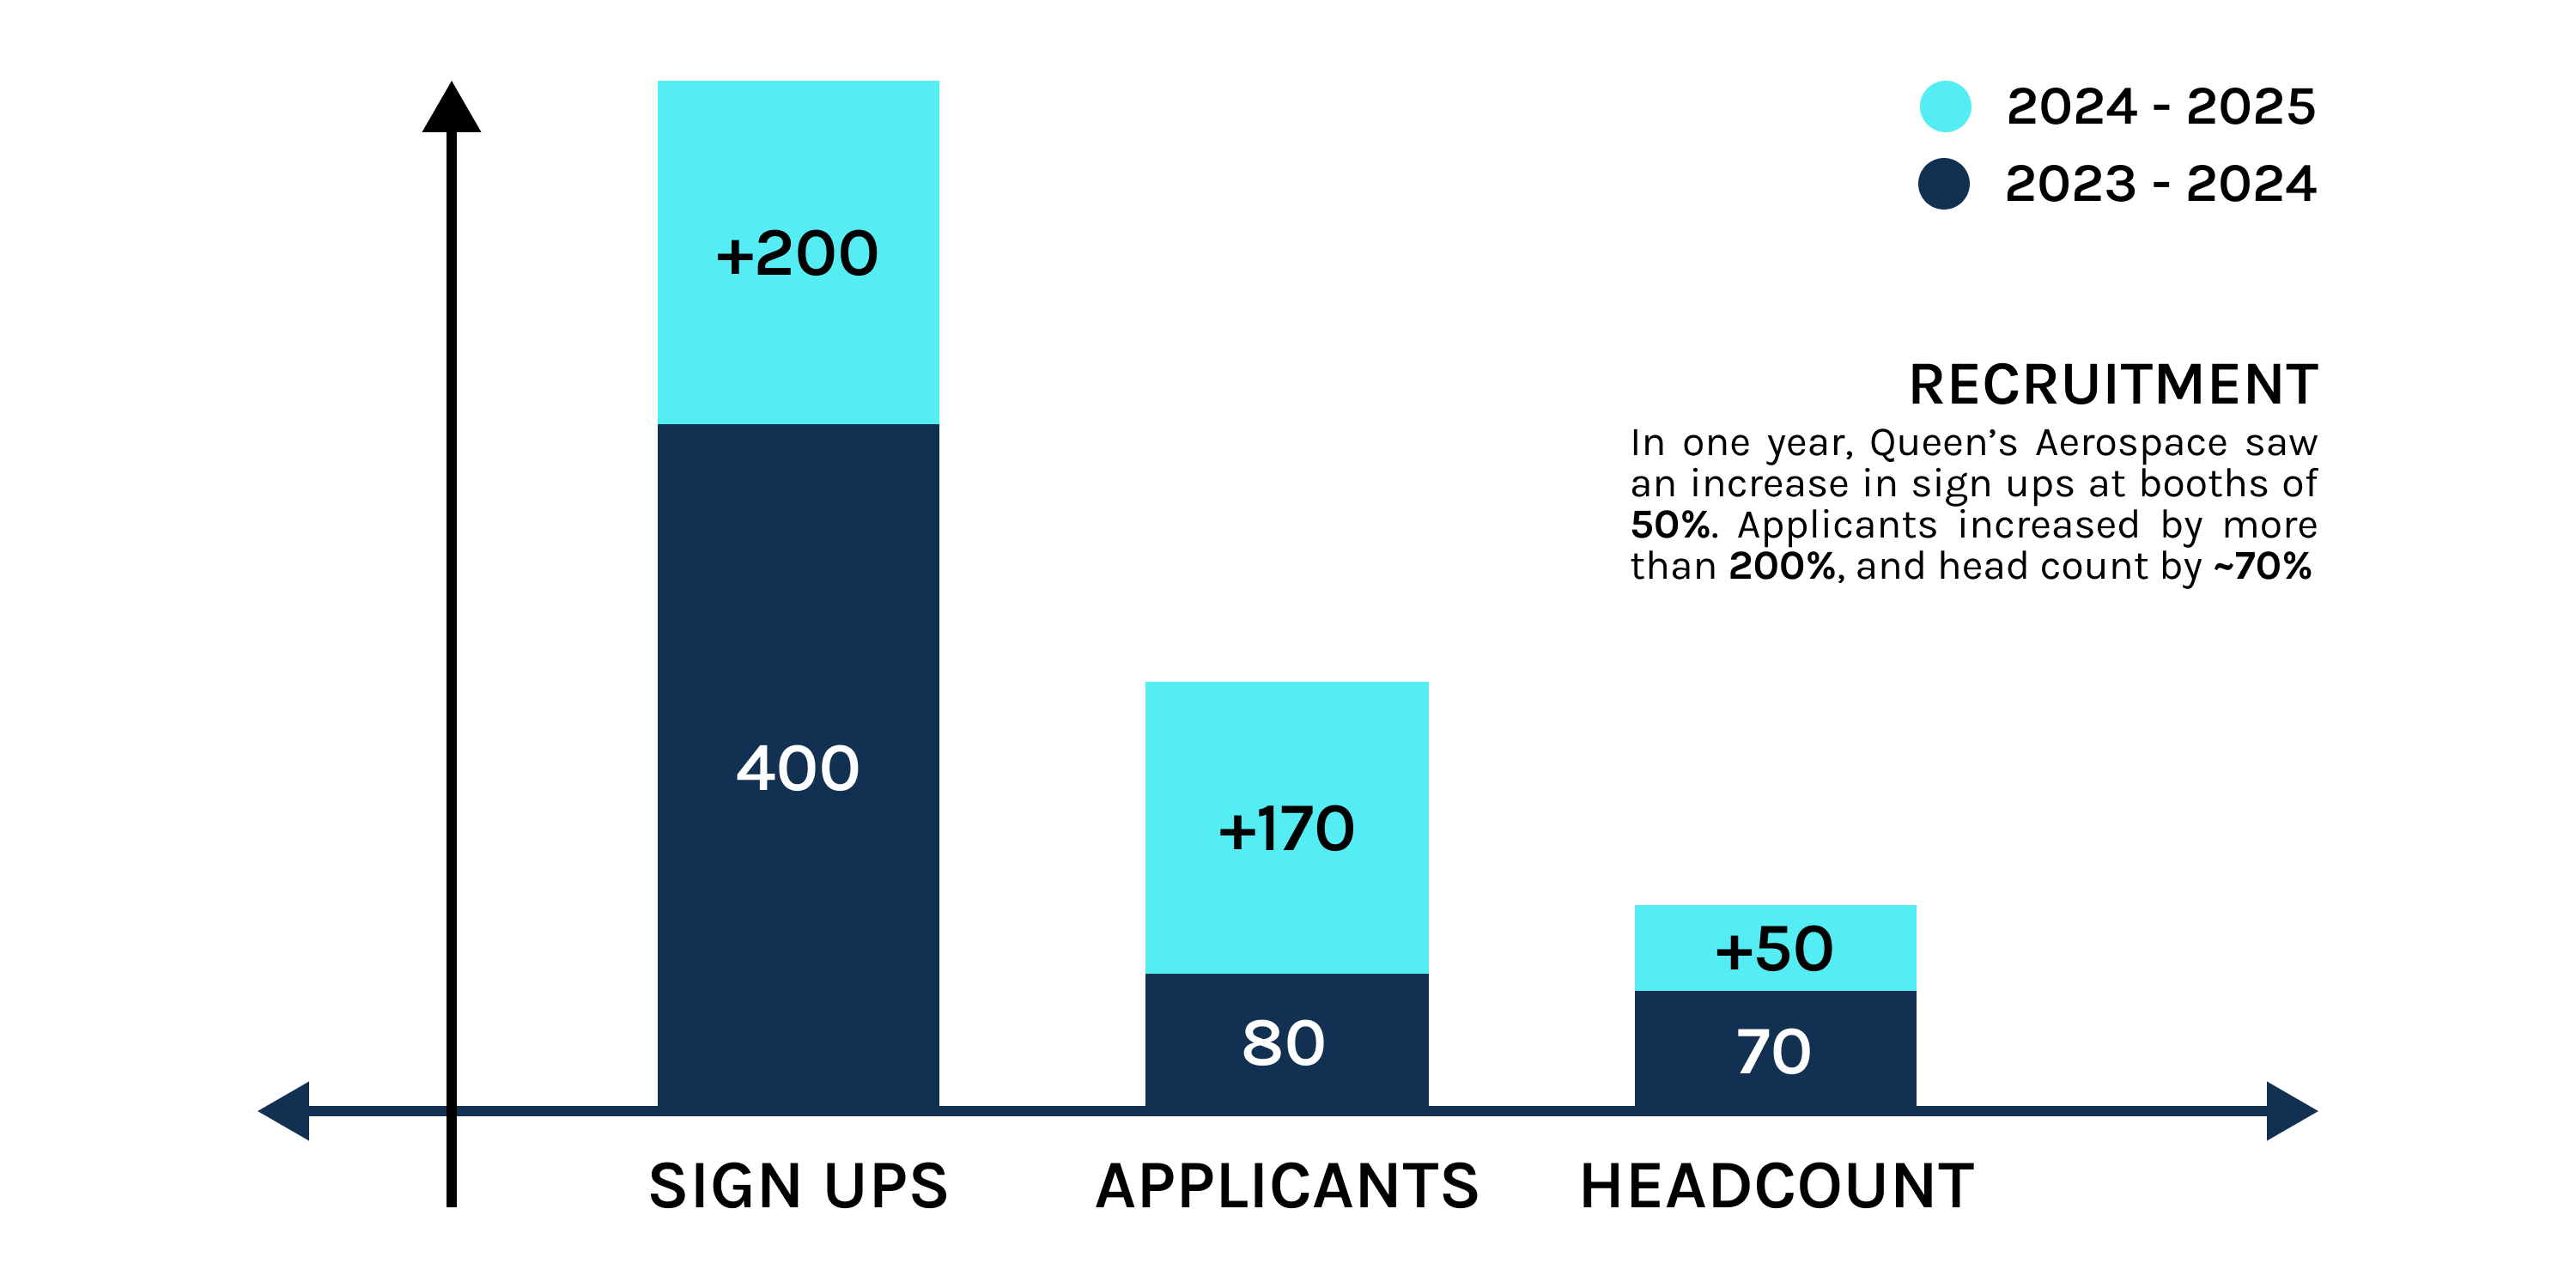 2024 - 2025
2023 - 2024
+200
400
+170
80
+50
70
RECRUITMENT
In one year, Queen’s Aerospace saw
an increase in sign ups at booths of
50%. Applicants increased by more
than 200%, and head count by ~70%
SIGN UPS
APPLICANTS
HEADCOUNT